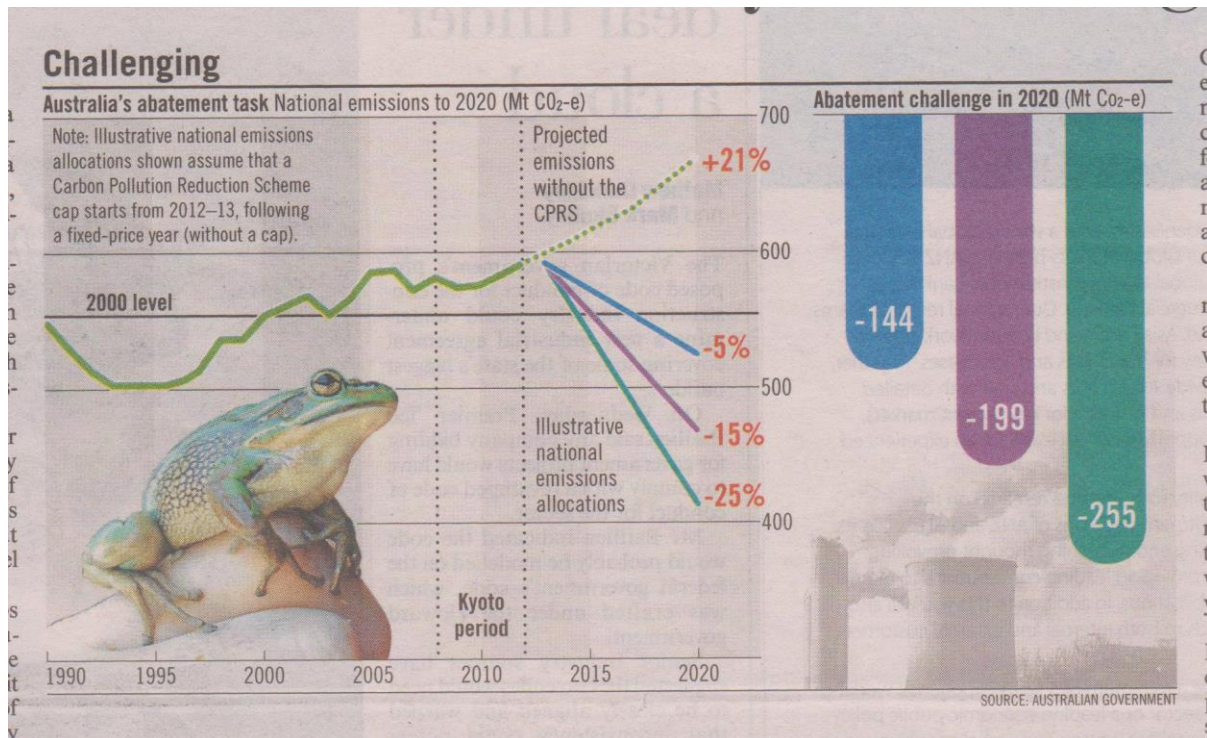 Challenging
Australia's abatement task National emissions to 2020 (Mt CO₂-e)
Note: Illustrative national emissions
allocations shown assume that a
Carbon Pollution Reduction Scheme
cap starts from 2012–13, following
a fixed-price year (without a cap).
2000 level
Projected
emissions
without the
CPRS
+21%
-5%
-15%
-25%
Illustrative
national
emissions
allocations
Kyoto
period
700
600
500
400
1990 1995 2000 2005 2010 2015 2020
Abatement challenge in 2020 (Mt Co₂-e)
-144
-199
-255
SOURCE: AUSTRALIAN GOVERNMENT